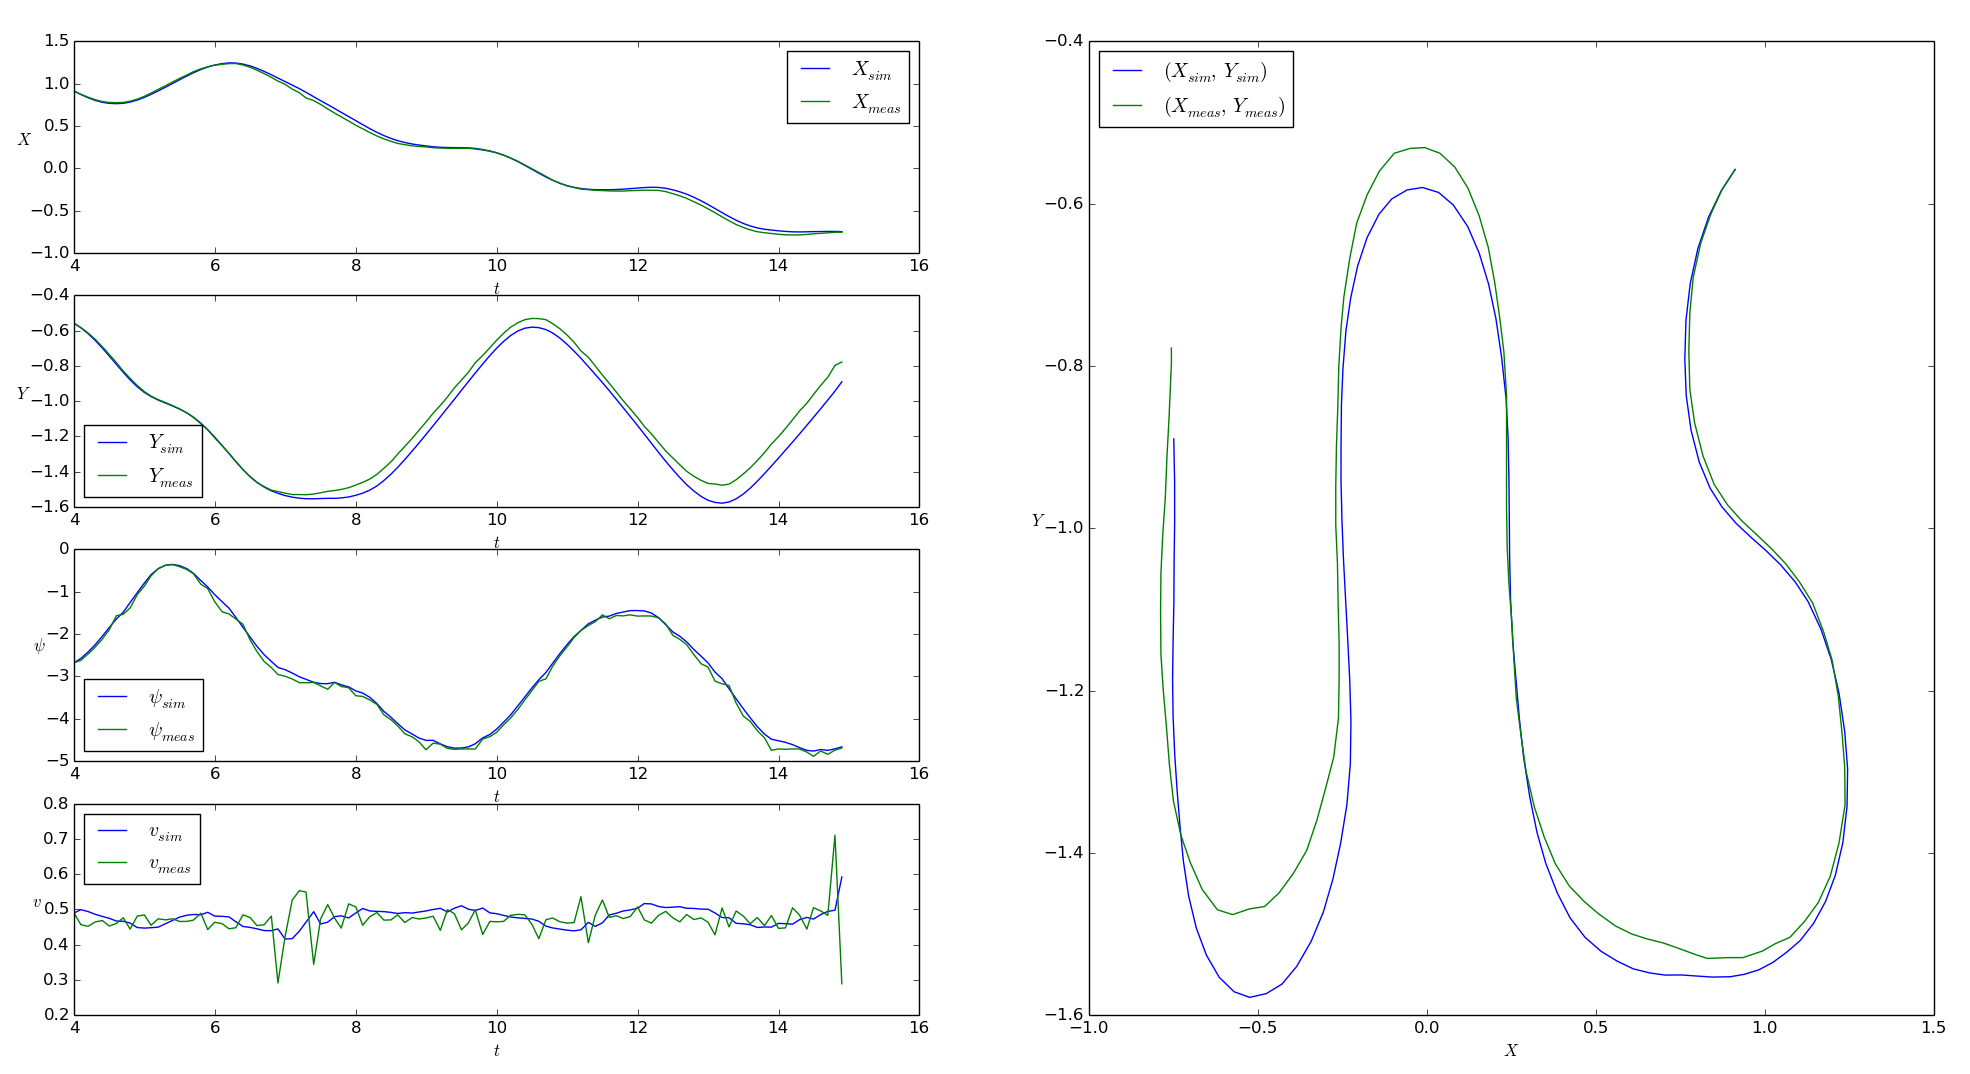 1.5
1.0
0.5
0.0
−0.5
−1.0
X
X_sim
X_meas
4 6 8 10 12 14 16
t
−0.4
−0.6
−0.8
−1.0
−1.2
−1.4
−1.6
Y
Y_sim
Y_meas
4 6 8 10 12 14 16
t
0
−1
−2
−3
−4
−5
ψ
ψ_sim
ψ_meas
4 6 8 10 12 14 16
t
0.8
0.7
0.6
0.5
0.4
0.3
0.2
v
v_sim
v_meas
4 6 8 10 12 14 16
t
−0.4
−0.6
−0.8
−1.0
−1.2
−1.4
−1.6
Y
(X_sim, Y_sim)
(X_meas, Y_meas)
−1.0 −0.5 0.0 0.5 1.0 1.5
X